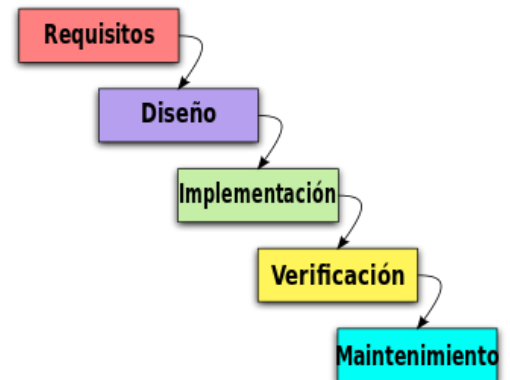 Requisitos
Diseño
Implementación
Verificación
Maintenimiento